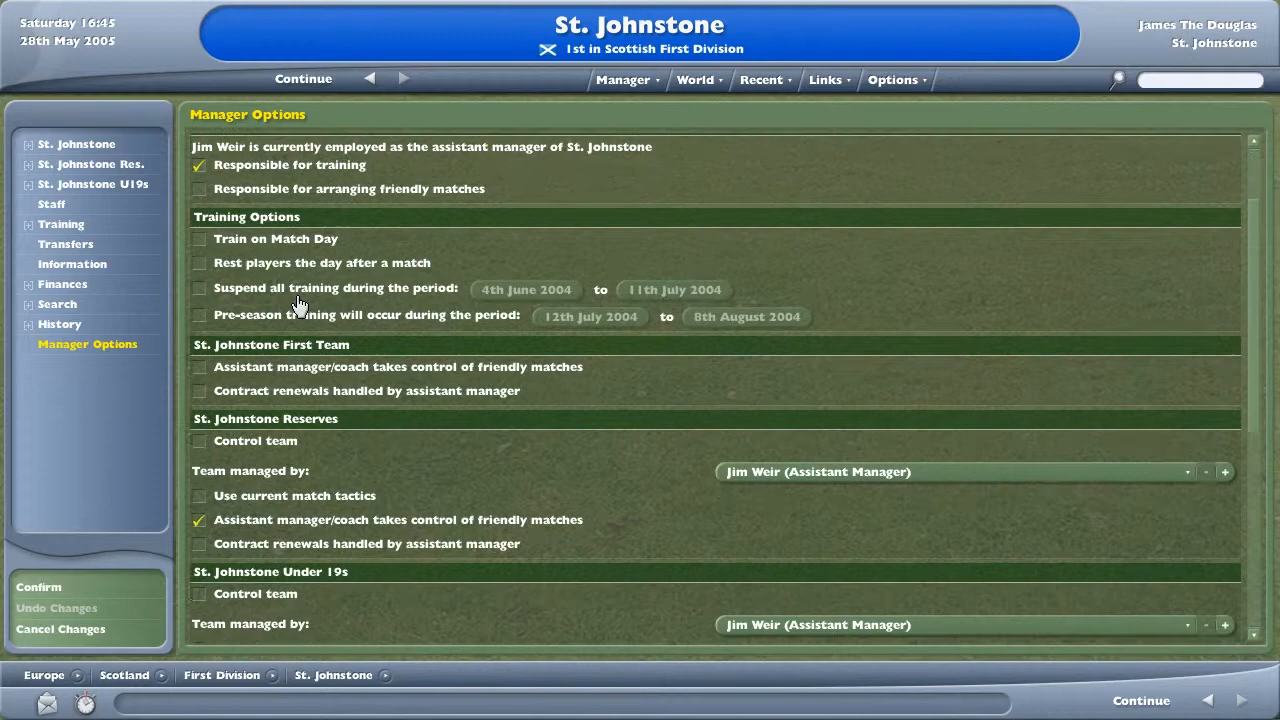 Saturday 16:45
28th May 2005
St. Johnstone
1st in Scottish First Division
James The Douglas
St. Johnstone
Continue
Manager
World
Recent
Links
Options
St. Johnstone
St. Johnstone Res.
St. Johnstone U19s
Staff
Training
Transfers
Information
Finances
Search
History
Manager Options
Confirm
Undo Changes
Cancel Changes
Manager Options
Jim Weir is currently employed as the assistant manager of St. Johnstone
Responsible for training
Responsible for arranging friendly matches
Training Options
Train on Match Day
Rest players the day after a match
Suspend all training during the period: 4th June 2004 to 11th July 2004
Pre-season training will occur during the period: 12th July 2004 to 8th August 2004
St. Johnstone First Team
Assistant manager/coach takes control of friendly matches
Contract renewals handled by assistant manager
St. Johnstone Reserves
Control team
Team managed by: Jim Weir (Assistant Manager) - +
Use current match tactics
Assistant manager/coach takes control of friendly matches
Contract renewals handled by assistant manager
St. Johnstone Under 19s
Control team
Team managed by: Jim Weir (Assistant Manager) - +
Europe
Scotland
First Division
St. Johnstone
Continue